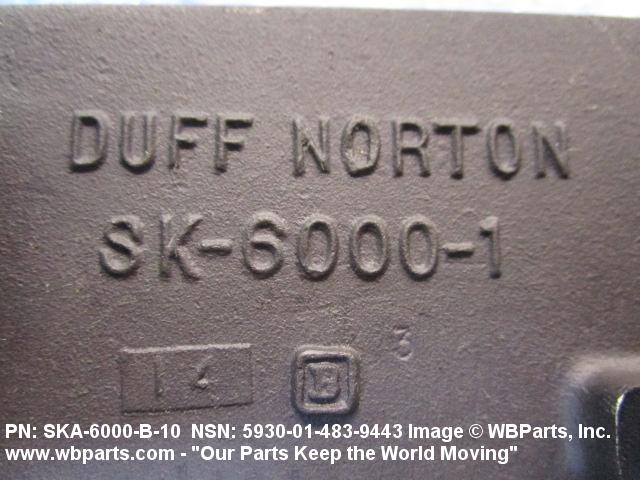 DUFF NORTON
SK-6000-1
3
B
PN: SKA-6000-B-10 NSN: 5930-01-483-9443 Image © WBParts, Inc.
www.wbparts.com - "Our Parts Keep the World Moving"